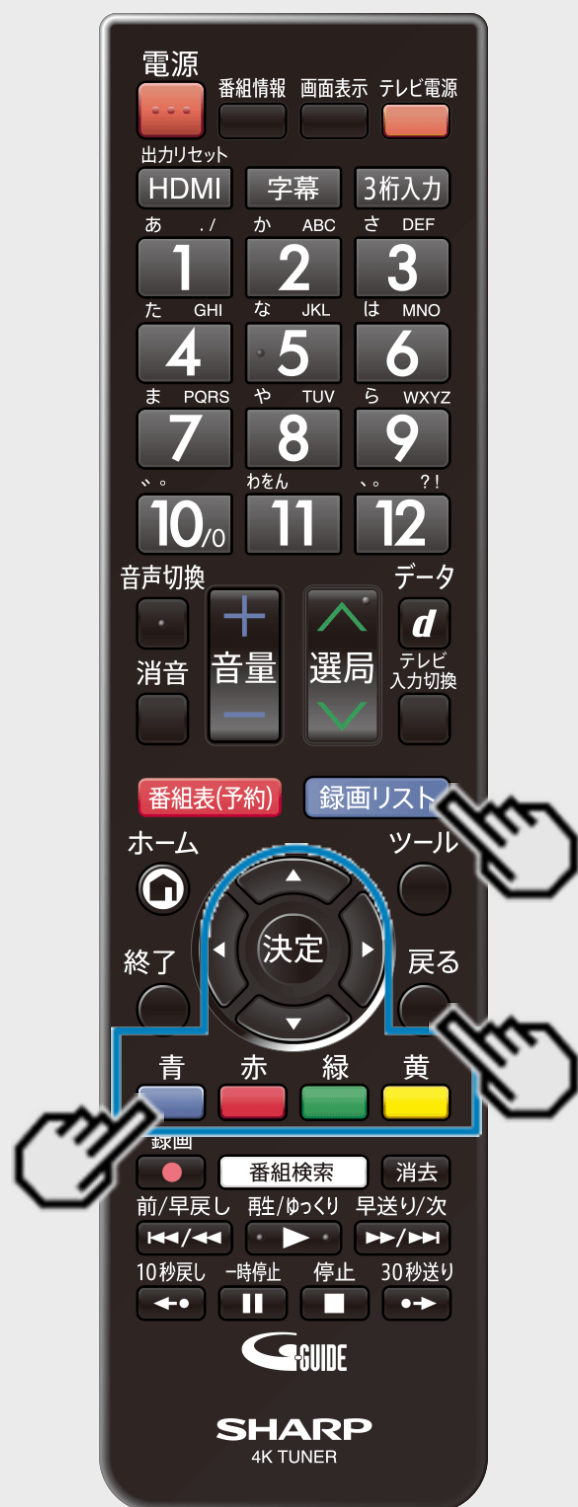 電源
番組情報 画面表示 テレビ電源
出力リセット
HDMI 字幕 3桁入力
あ ./ か ABC さ DEF
1 2 3
た GHI な JKL は MNO
4 5 6
ま PQRS や TUV ら WXYZ
7 8 9
゛゜ わをん 、。 ?!
10/0 11 12
音声切換 データ
+ d
消音 音量 選局 テレビ
入力切換
番組表(予約) 録画リスト
ホーム ツール
決定
終了 戻る
青 赤 緑 黄
録画
番組検索 消去
前/早戻し 再生/ゆっくり 早送り/次
10秒戻し 一時停止 停止 30秒送り
G-GUIDE
SHARP
4K TUNER